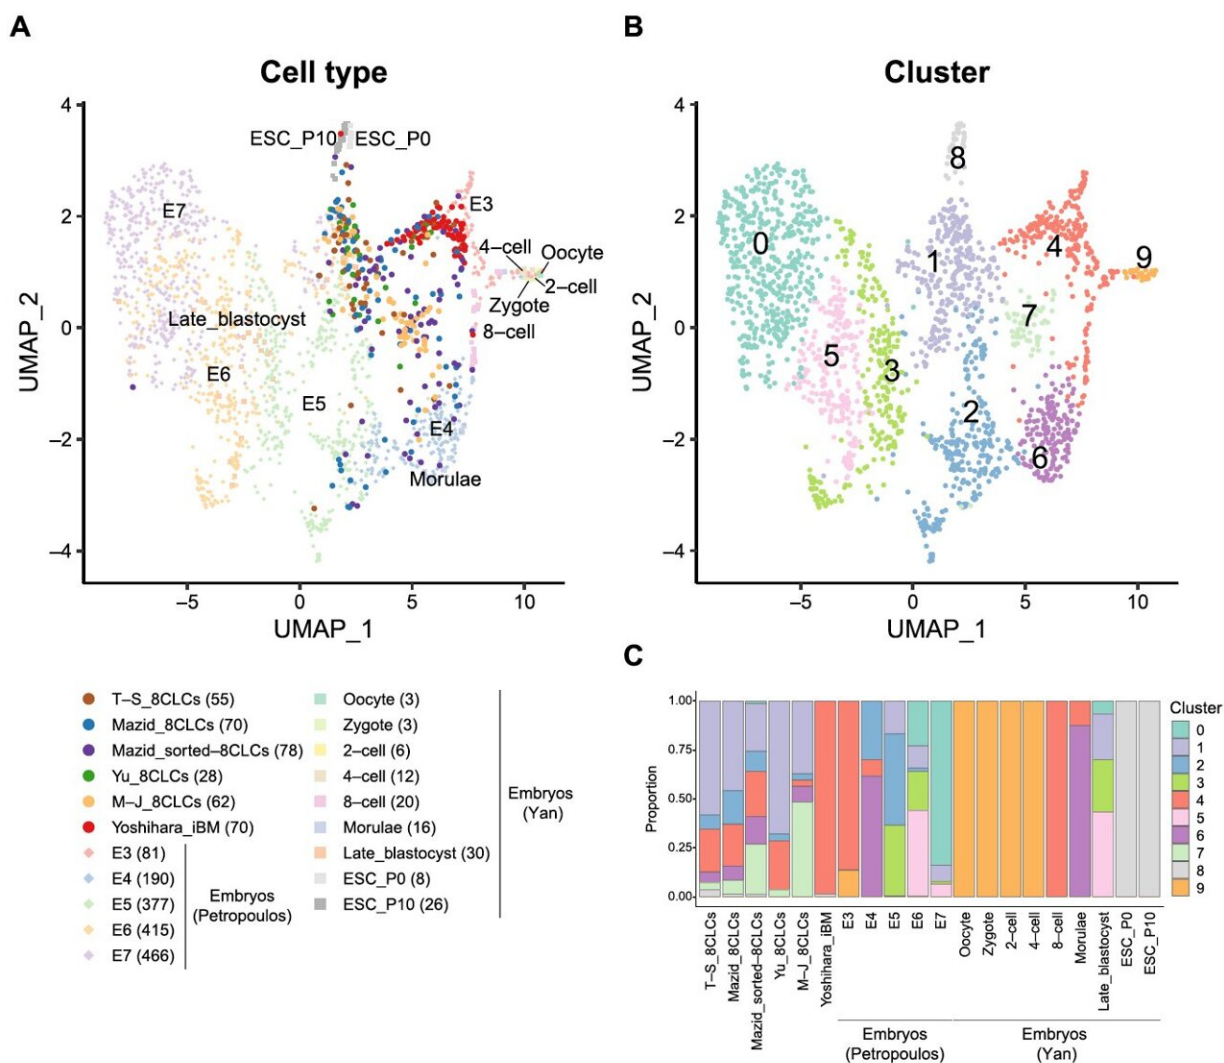 A
Cell type
4
2
0
−2
−4
UMAP_2
−5
0
5
10
UMAP_1
ESC_P10
ESC_P0
E7
E3
4−cell
Oocyte
Zygote
2−cell
Late_blastocyst
8−cell
E6
E5
E4
Morulae
T−S_8CLCs (55)
Mazid_8CLCs (70)
Mazid_sorted−8CLCs (78)
Yu_8CLCs (28)
M−J_8CLCs (62)
Yoshihara_iBM (70)
E3 (81)
E4 (190)
E5 (377)
E6 (415)
E7 (466)
Embryos
(Petropoulos)
Oocyte (3)
Zygote (3)
2−cell (6)
4−cell (12)
8−cell (20)
Morulae (16)
Late_blastocyst (30)
ESC_P0 (8)
ESC_P10 (26)
Embryos
(Yan)
B
Cluster
4
2
0
−2
−4
UMAP_2
−5
0
5
10
UMAP_1
8
0
1
4
9
7
5
3
2
6
C
1.00
0.75
0.50
0.25
0.00
Proportion
T−S_8CLCs
Mazid_8CLCs
Mazid_sorted−8CLCs
Yu_8CLCs
M−J_8CLCs
Yoshihara_iBM
E3
E4
E5
E6
E7
Oocyte
Zygote
2−cell
4−cell
8−cell
Morulae
Late_blastocyst
ESC_P0
ESC_P10
Embryos
(Petropoulos)
Embryos
(Yan)
Cluster
0
1
2
3
4
5
6
7
8
9